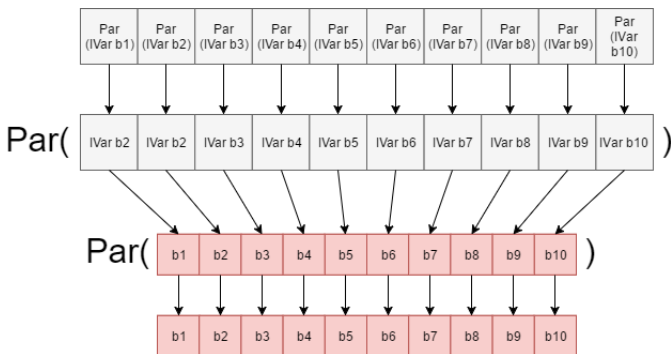 Par (IVar b1) Par (IVar b2) Par (IVar b3) Par (IVar b4) Par (IVar b5) Par (IVar b6) Par (IVar b7) Par (IVar b8) Par (IVar b9) Par (IVar b10)
Par( IVar b2 IVar b2 IVar b3 IVar b4 IVar b5 IVar b6 IVar b7 IVar b8 IVar b9 IVar b10 )
Par( b1 b2 b3 b4 b5 b6 b7 b8 b9 b10 )
b1 b2 b3 b4 b5 b6 b7 b8 b9 b10